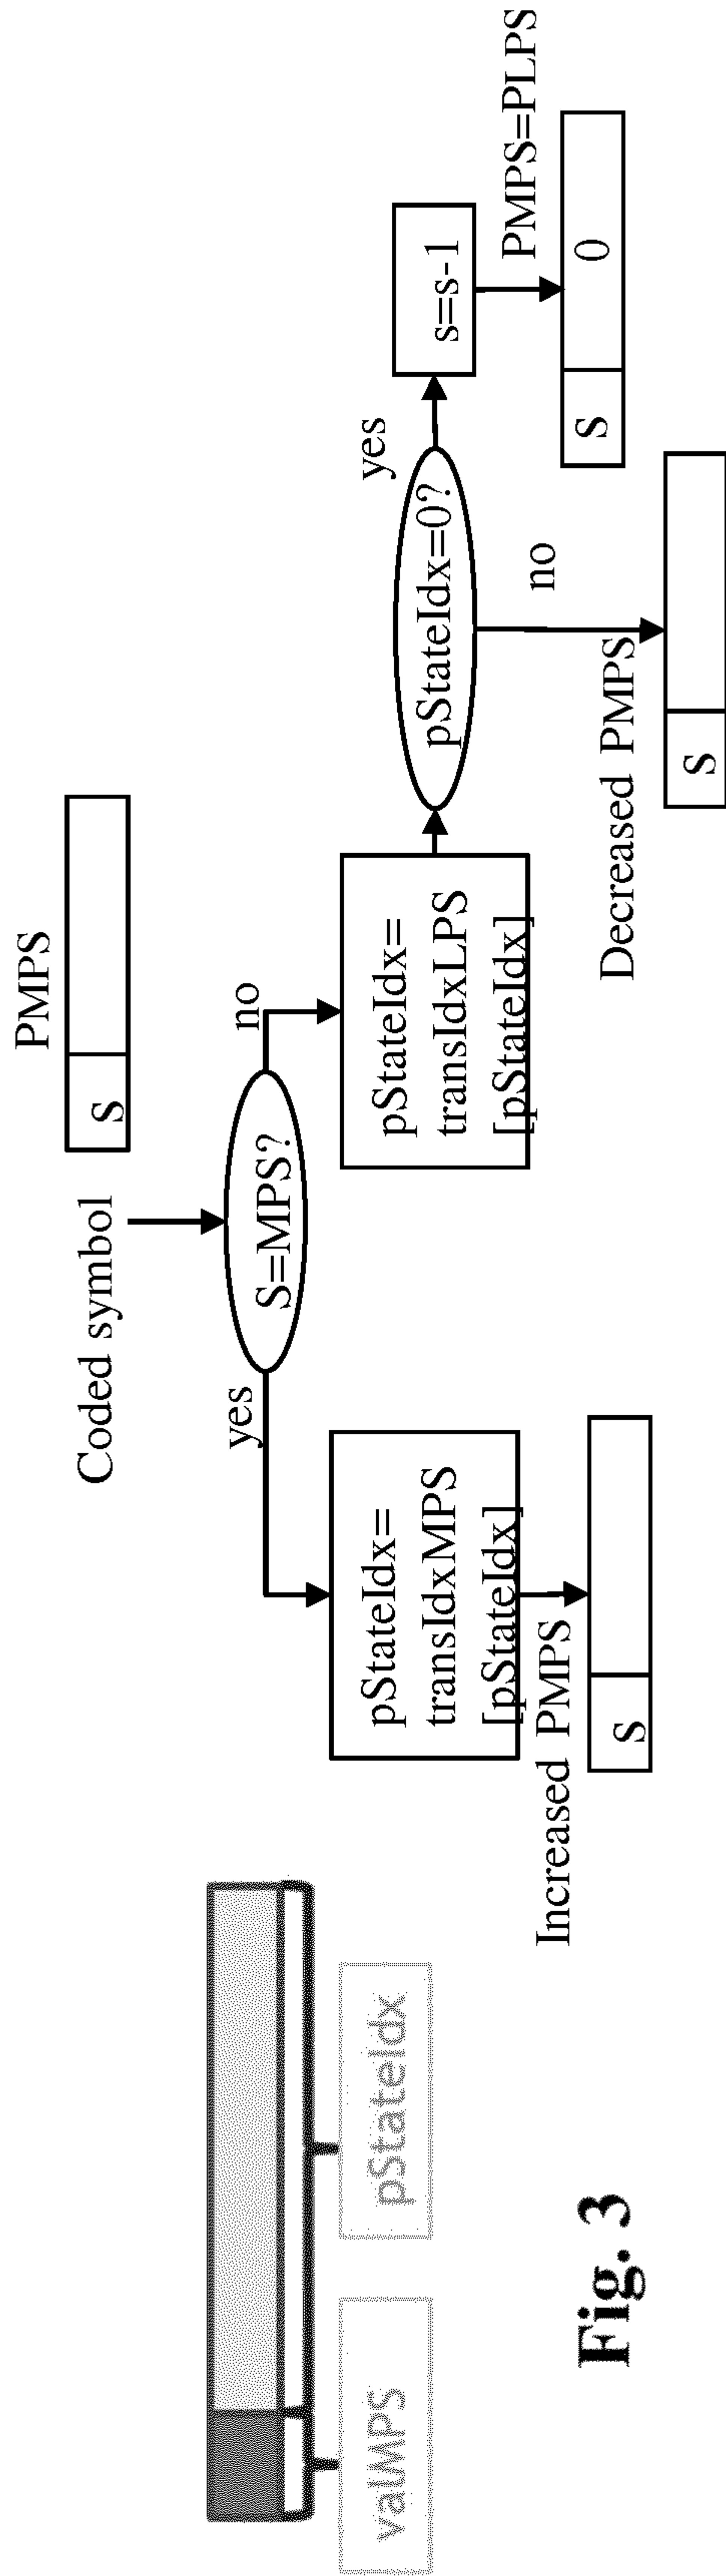 PMPS
S
Coded symbol
S=MPS?
yes
no
pStateIdx=
transIdxMPS
[pStateIdx]
pStateIdx=
transIdxLPS
[pStateIdx]
pStateIdx=0?
yes
s=s-1
PMPS=PLPS
S
0
no
Decreased PMPS
S
Increased PMPS
S
valMPS
pStateIdx
Fig. 3